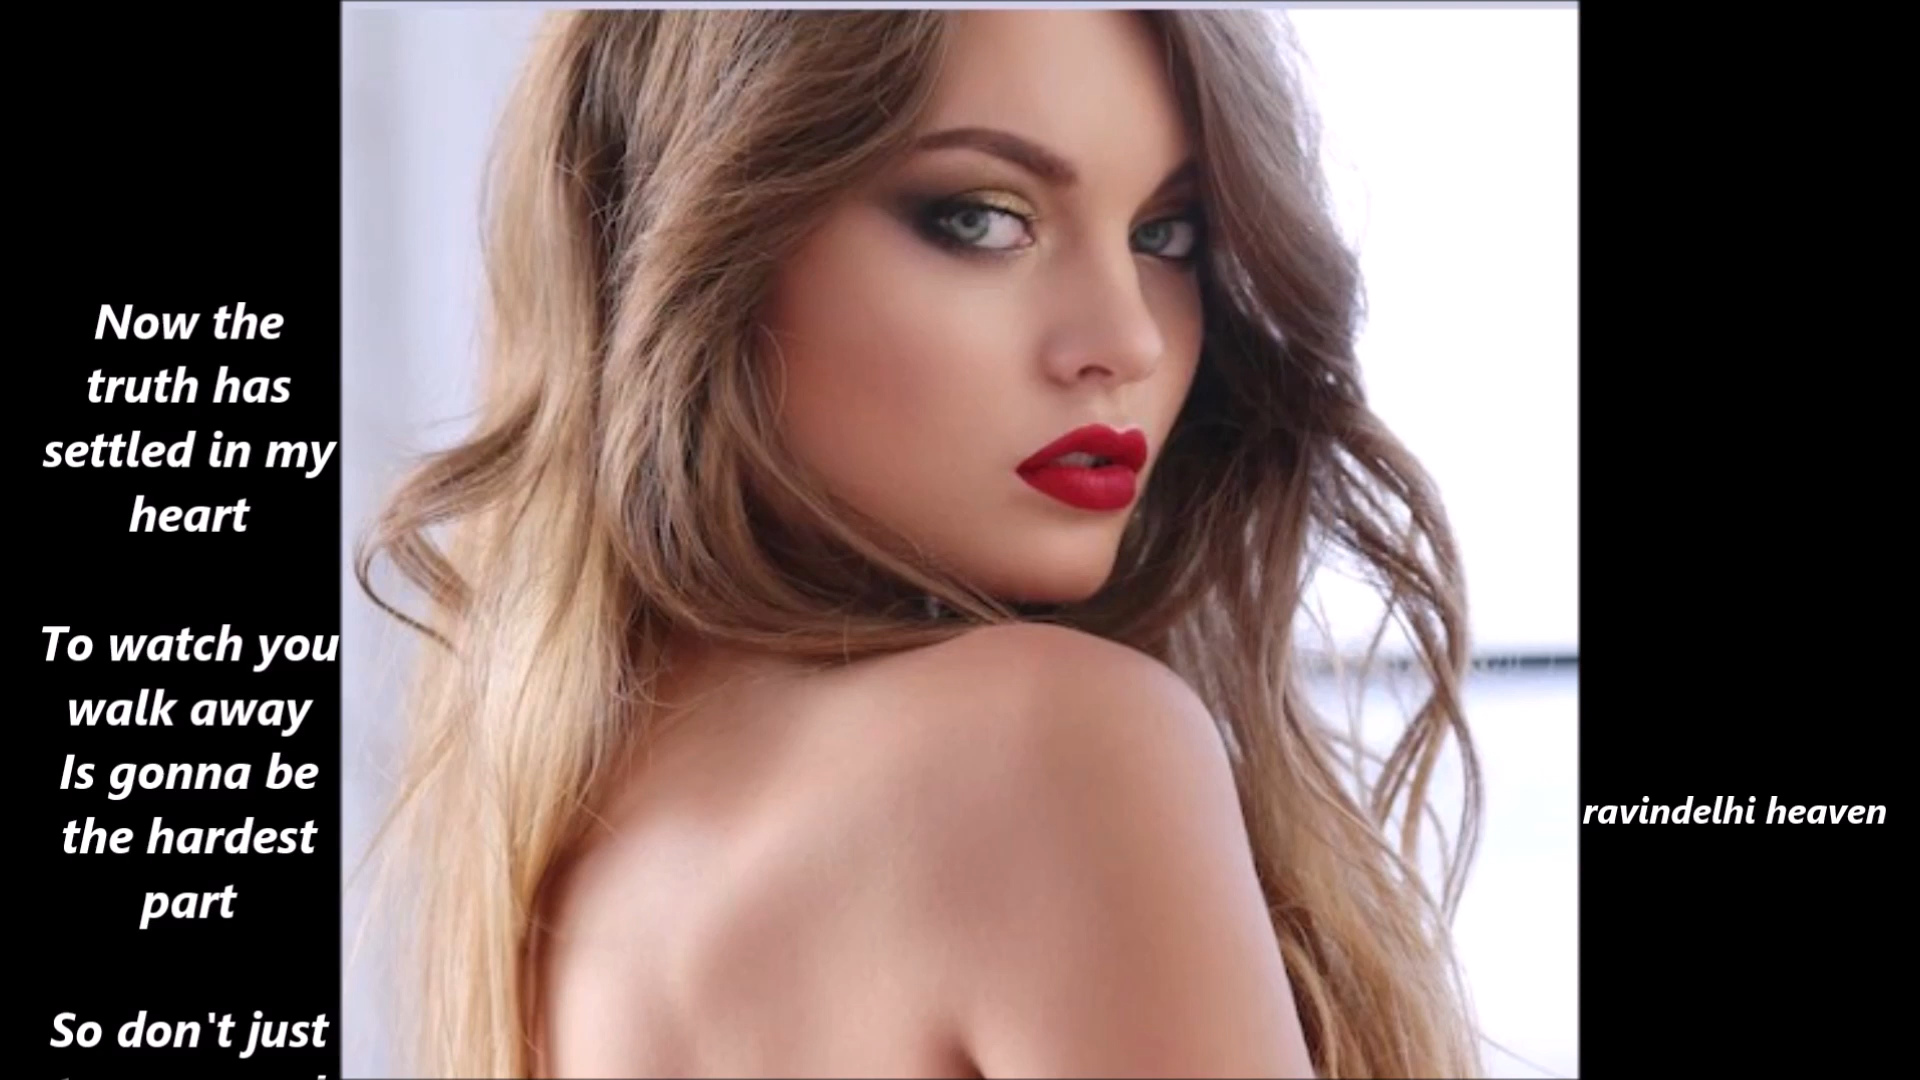 Now the
truth has
settled in my
heart
To watch you
walk away
Is gonna be
the hardest
part
So don't just
ravindelhi heaven